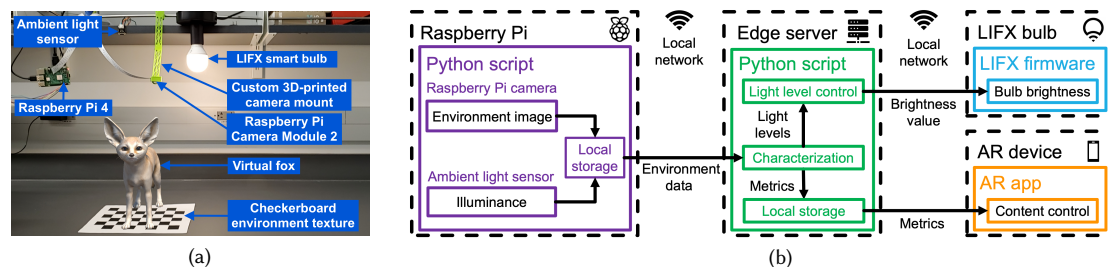 Ambient light
sensor
LIFX smart bulb
Custom 3D-printed
camera mount
Raspberry Pi 4
Raspberry Pi
Camera Module 2
Virtual fox
Checkerboard
environment texture
(a)
Raspberry Pi
Python script
Raspberry Pi camera
Environment image
Local
storage
Ambient light sensor
Illuminance
Local
network
Environment
data
Edge server
Python script
Light level control
Light
levels
Characterization
Metrics
Local storage
Local
network
Brightness
value
Metrics
LIFX bulb
LIFX firmware
Bulb brightness
AR device
AR app
Content control
(b)